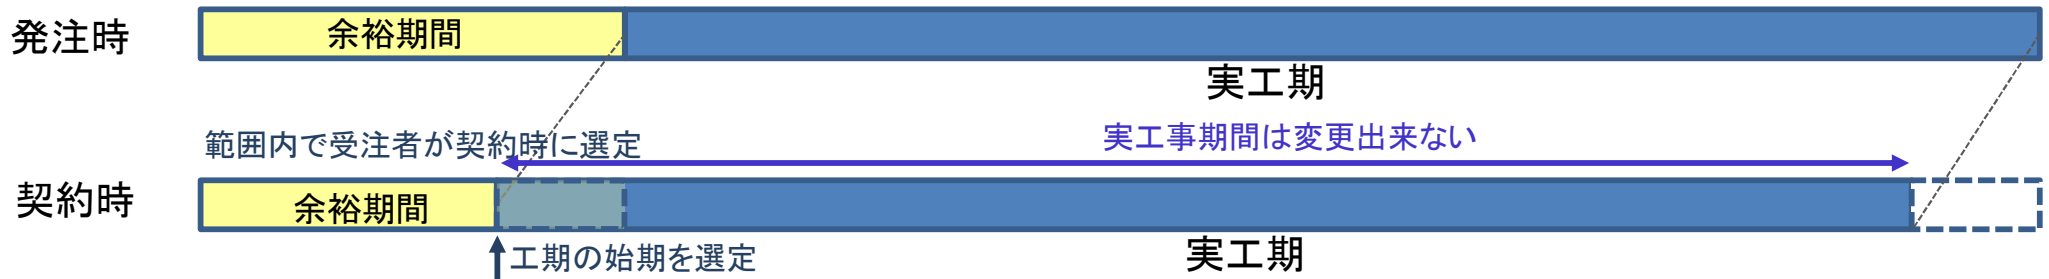 発注時
余裕期間
実工期
範囲内で受注者が契約時に選定
実工事期間は変更出来ない
契約時
余裕期間
工期の始期を選定
実工期